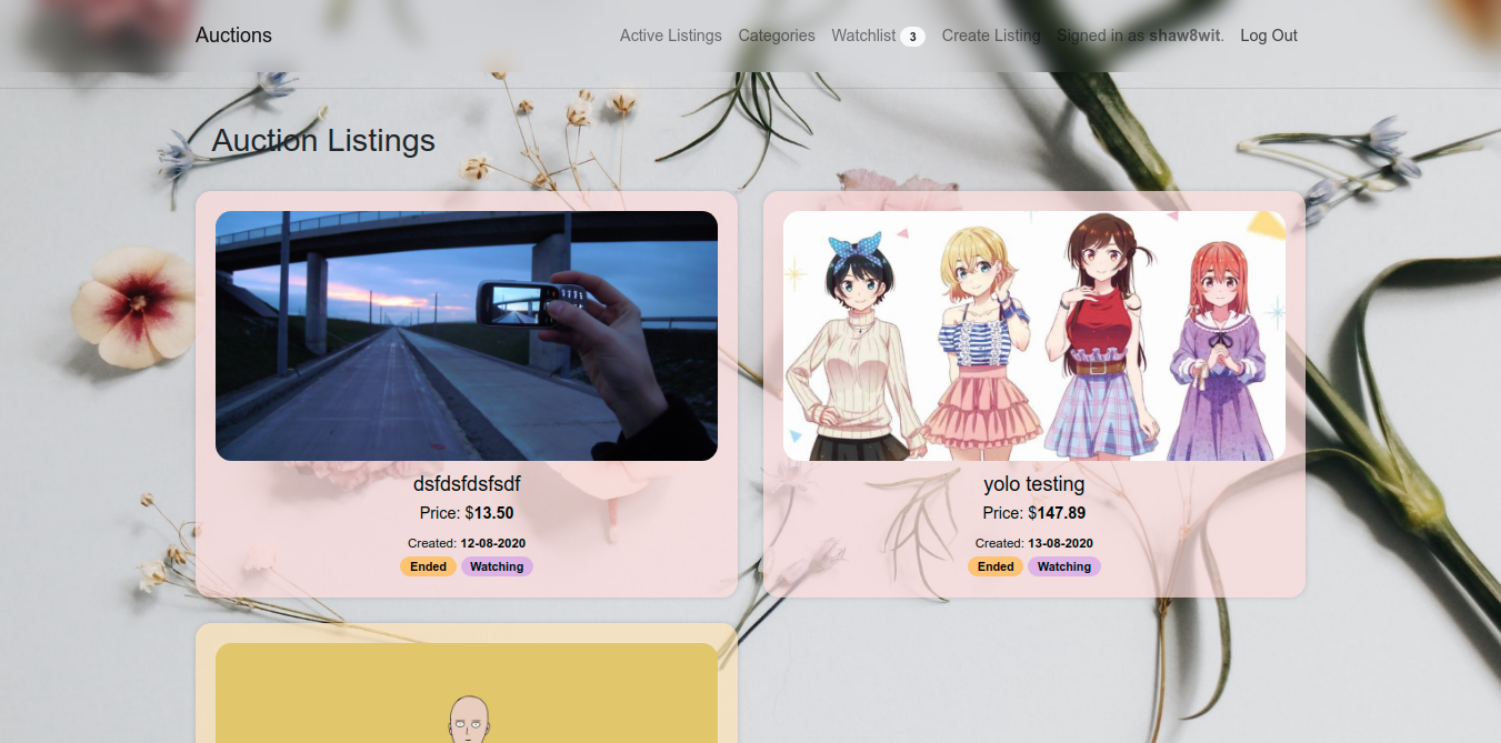 Auctions Active Listings Categories Watchlist 3 Create Listing Signed in as shaw8wit. Log Out
Auction Listings
dsfdsfdsfsdf
Price: $13.50
Created: 12-08-2020
Ended Watching
yolo testing
Price: $147.89
Created: 13-08-2020
Ended Watching